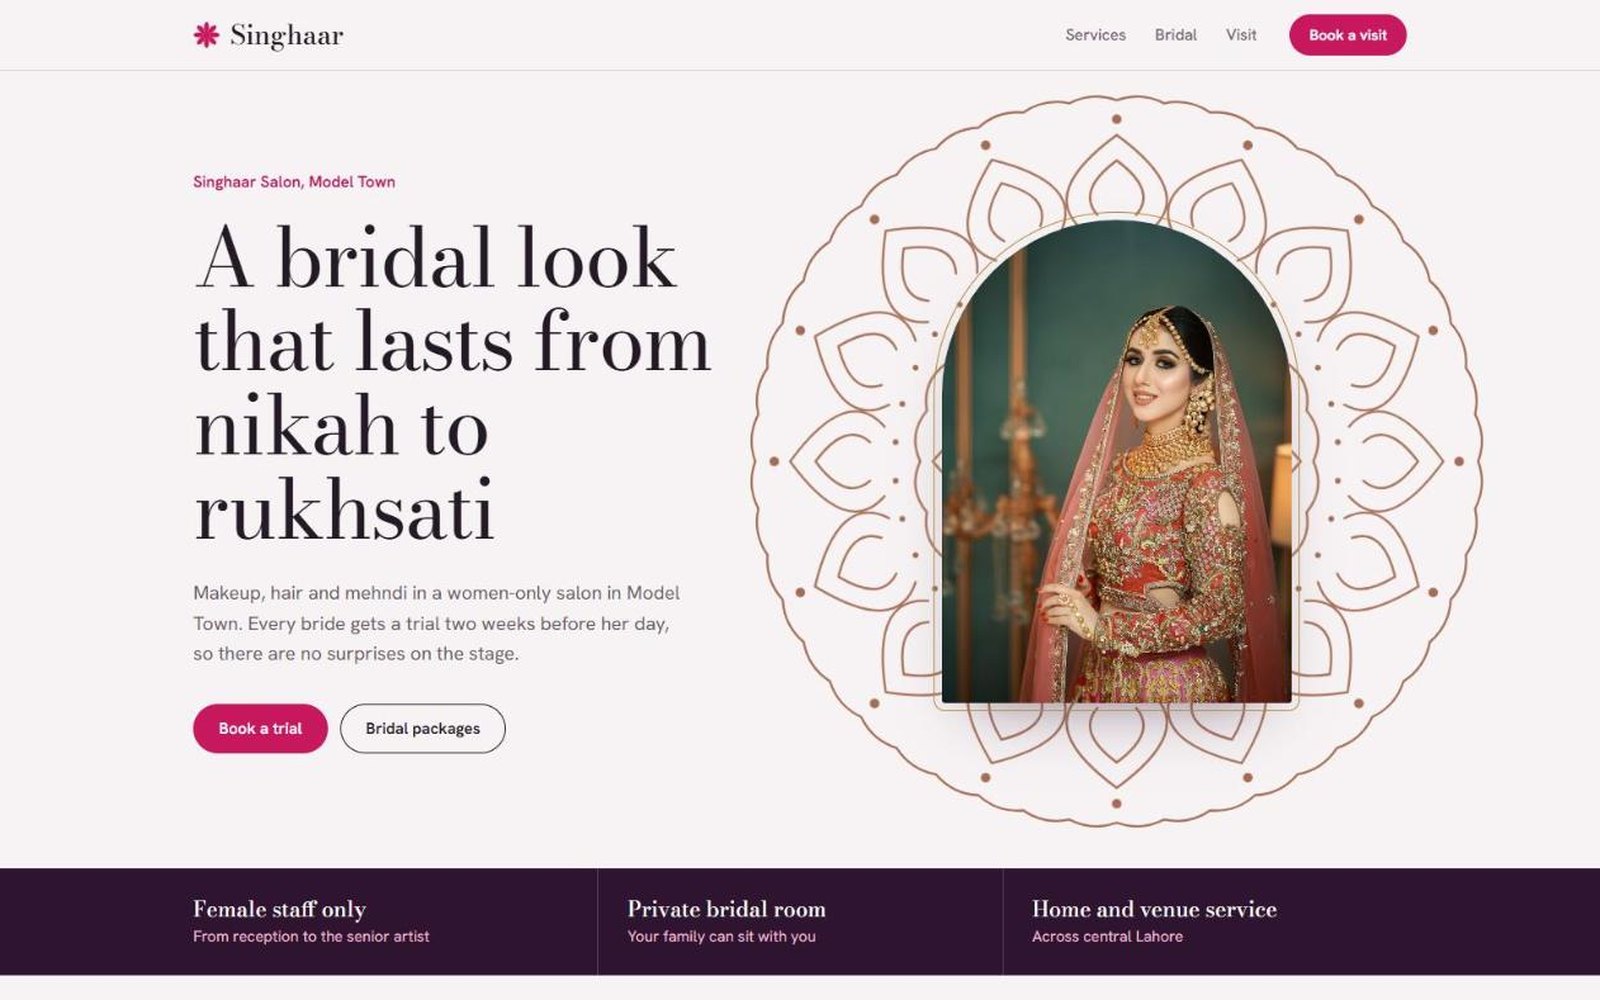 Singhaar
Services
Bridal
Visit
Book a visit
Singhaar Salon, Model Town
A bridal look
that lasts from
nikah to
rukhsati
Makeup, hair and mehndi in a women-only salon in Model
Town. Every bride gets a trial two weeks before her day,
so there are no surprises on the stage.
Book a trial
Bridal packages
Female staff only
From reception to the senior artist
Private bridal room
Your family can sit with you
Home and venue service
Across central Lahore